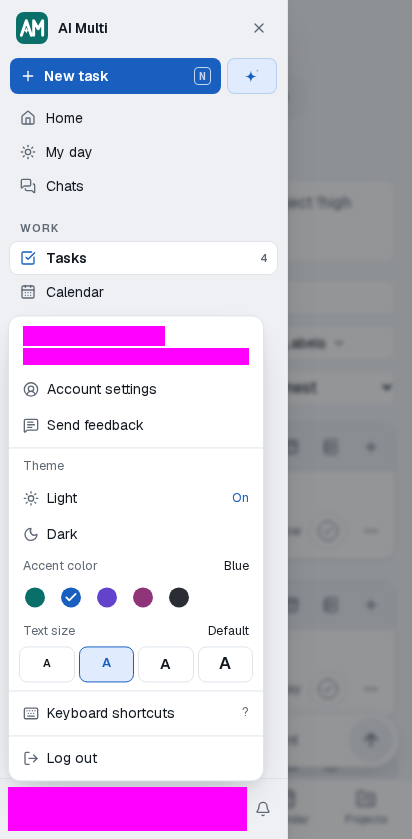 AM AI Multi
New task N
Home
My day
Chats
WORK
Tasks 4
Calendar
Account settings
Send feedback
Theme
Light On
Dark
Accent color Blue
Text size Default
A A A A
Keyboard shortcuts ?
Log out
Projects